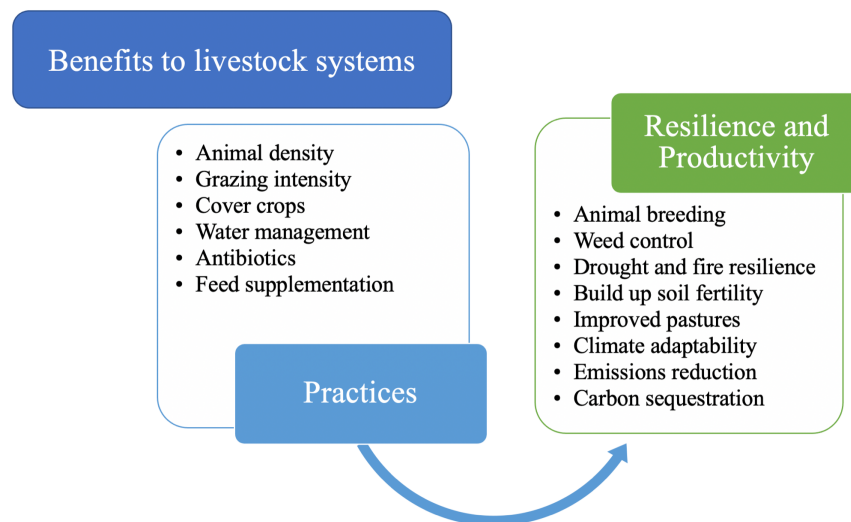 Benefits to livestock systems
• Animal density
• Grazing intensity
• Cover crops
• Water management
• Antibiotics
• Feed supplementation
Practices
Resilience and
Productivity
• Animal breeding
• Weed control
• Drought and fire resilience
• Build up soil fertility
• Improved pastures
• Climate adaptability
• Emissions reduction
• Carbon sequestration